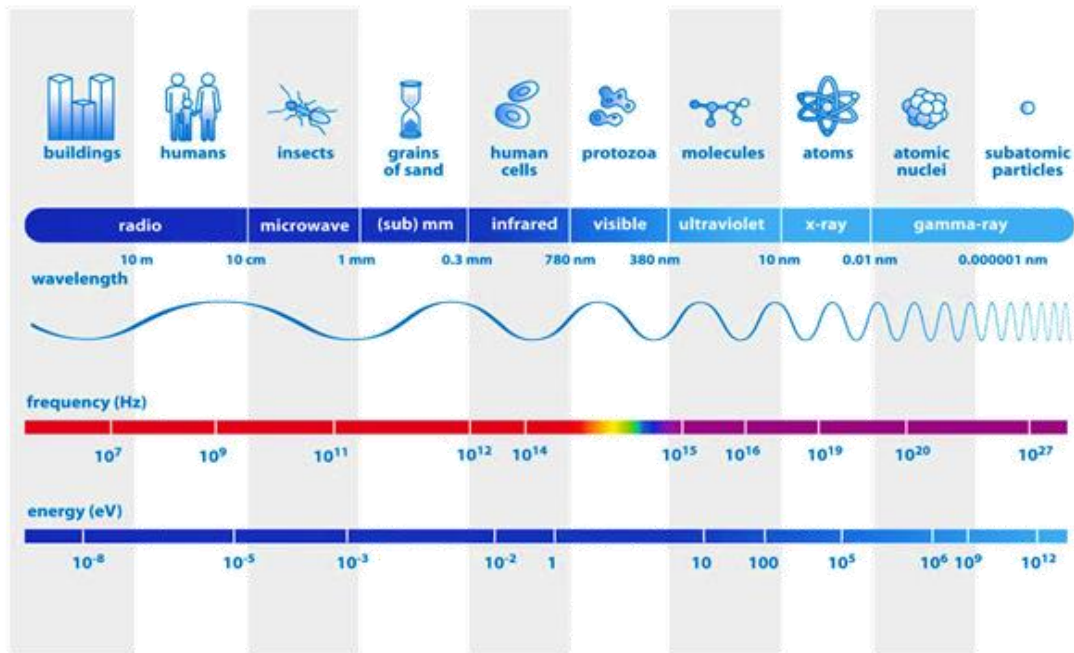 buildings
humans
insects
grains
of sand
human
cells
protozoa
molecules
atoms
atomic
nuclei
subatomic
particles
radio
microwave
(sub) mm
infrared
visible
ultraviolet
x-ray
gamma-ray
10 m
10 cm
1 mm
0.3 mm
780 nm
380 nm
10 nm
0.01 nm
0.000001 nm
wavelength
frequency (Hz)
10⁷
10⁹
10¹¹
10¹²
10¹⁴
10¹⁵
10¹⁶
10¹⁹
10²⁰
10²⁷
energy (eV)
10⁻⁸
10⁻⁵
10⁻³
10⁻²
1
10
100
10⁵
10⁶
10⁹
10¹²